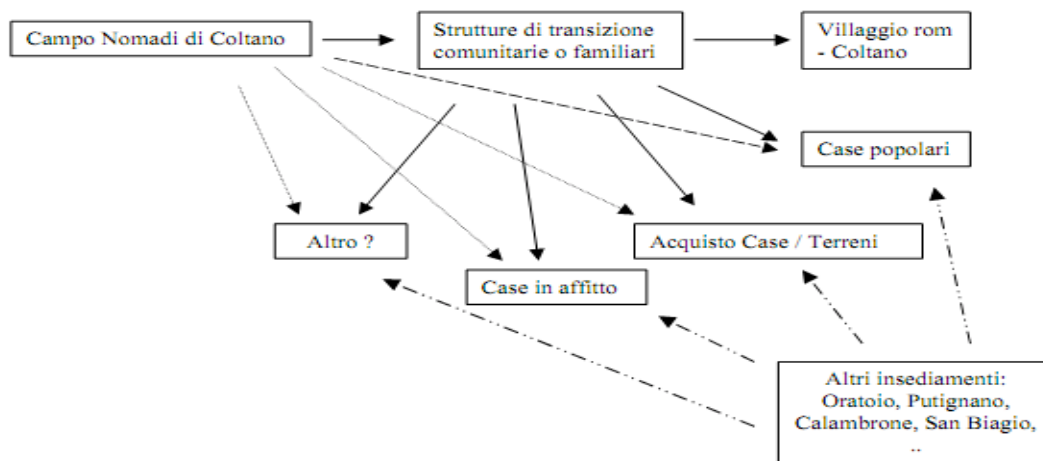 Campo Nomadi di Coltano
Strutture di transizione
comunitarie o familiari
Villaggio rom
- Coltano
Case popolari
Altro ?
Acquisto Case / Terreni
Case in affitto
Altri insediamenti:
Oratoio, Putignano,
Calambrone, San Biagio,
..